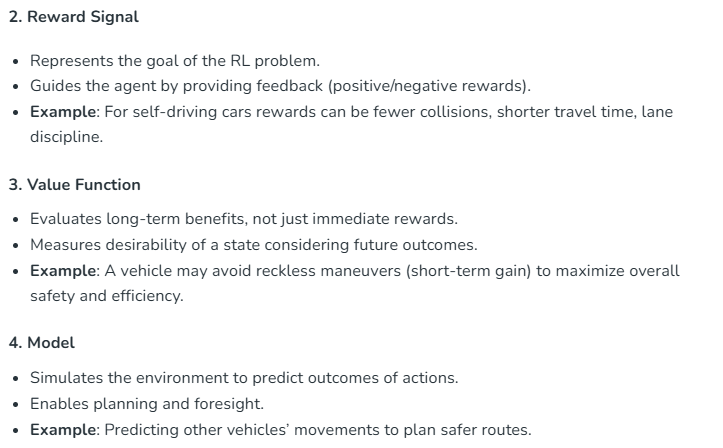 2. Reward Signal
• Represents the goal of the RL problem.
• Guides the agent by providing feedback (positive/negative rewards).
• Example: For self-driving cars rewards can be fewer collisions, shorter travel time, lane
discipline.
3. Value Function
• Evaluates long-term benefits, not just immediate rewards.
• Measures desirability of a state considering future outcomes.
• Example: A vehicle may avoid reckless maneuvers (short-term gain) to maximize overall
safety and efficiency.
4. Model
• Simulates the environment to predict outcomes of actions.
• Enables planning and foresight.
• Example: Predicting other vehicles’ movements to plan safer routes.